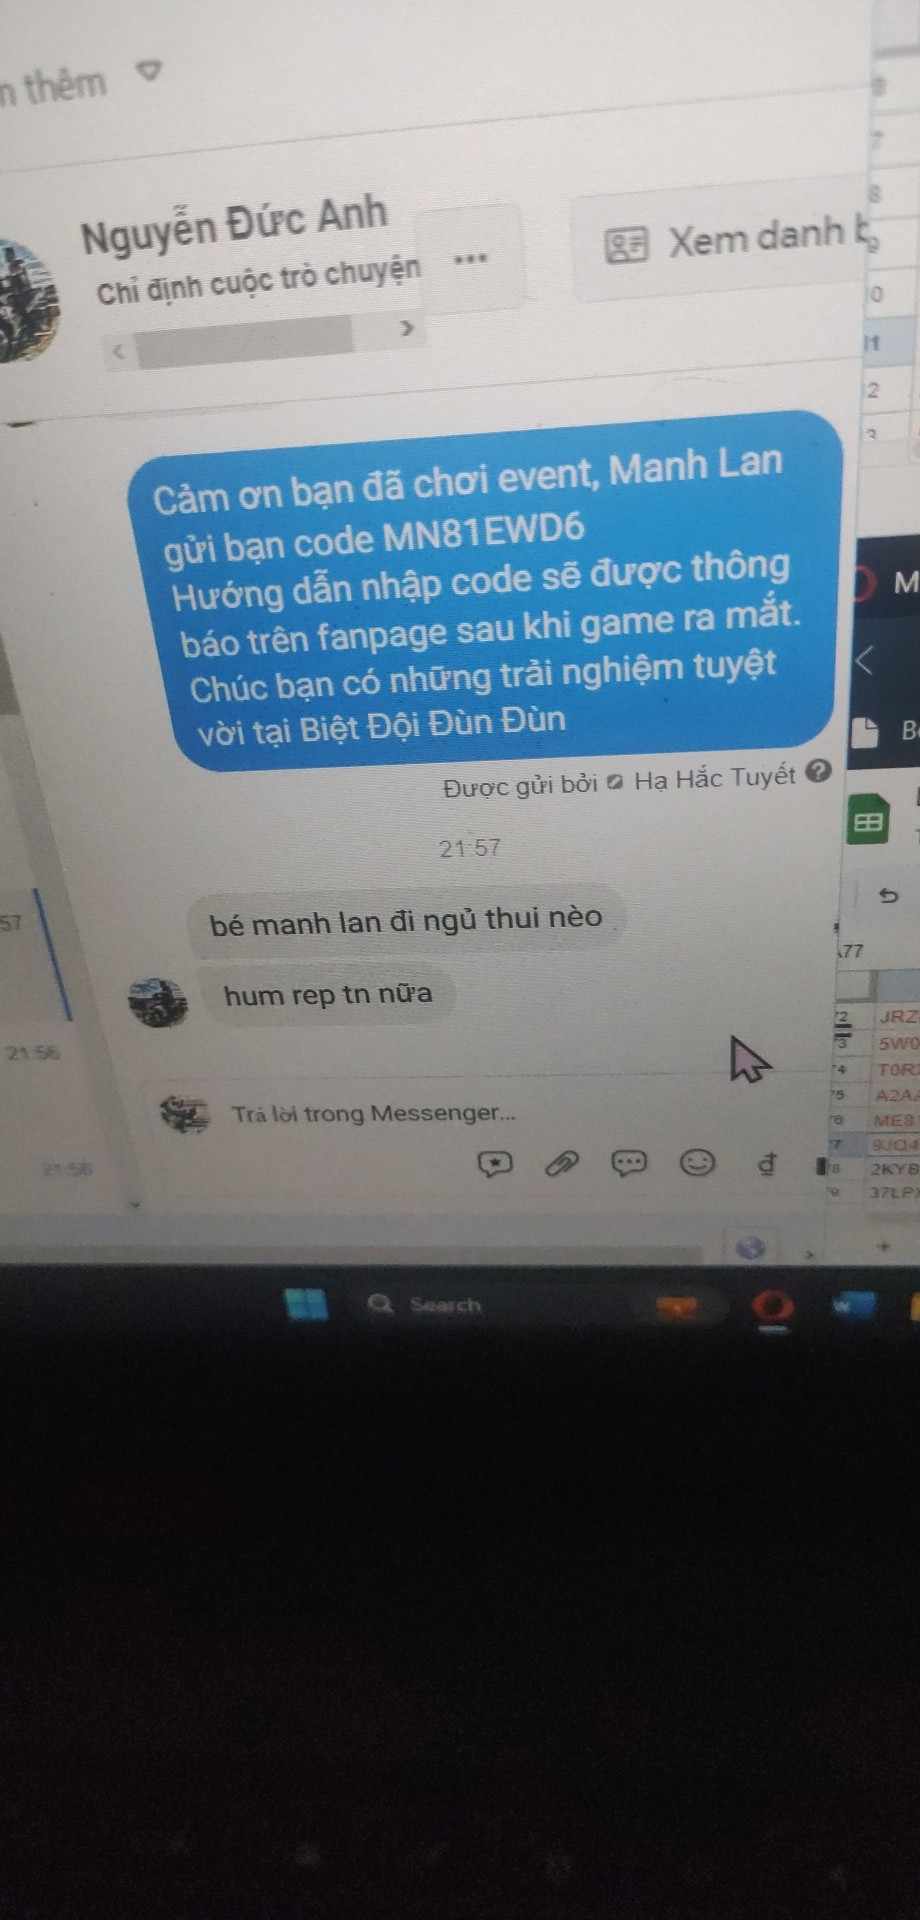 thêm
Nguyễn Đức Anh
Chỉ định cuộc trò chuyện
Xem danh
Cảm ơn bạn đã chơi event, Manh Lan
gửi bạn code MN81EWD6
Hướng dẫn nhập code sẽ được thông
báo trên fanpage sau khi game ra mắt.
Chúc bạn có những trải nghiệm tuyệt
vời tại Biệt Đội Đùn Đùn
Được gửi bởi Hạ Hắc Tuyết
21:57
bé manh lan đi ngủ thui nèo
hum rep tn nữa
57
21:56
Trả lời trong Messenger...
21:56
JRZ
5W0
T0R
A2A
ME8
9JQ4
2KYB
37LP
Search